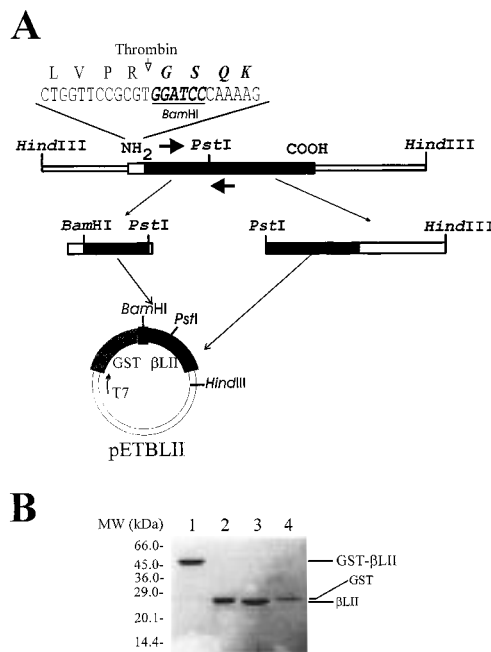 A
Thrombin
L V P R G S Q K
CTGGTTCCGCGTGGATCCCAAAAG
BamHI
HindIII NH2 PstI COOH HindIII
BamHI PstI PstI HindIII
BamHI
PstI
GST βLII
HindIII
T7
pETBLII
B
MW (kDa) 1 2 3 4
66.0-
45.0- GST-βLII
36.0-
29.0- GST
βLII
20.1-
14.4-